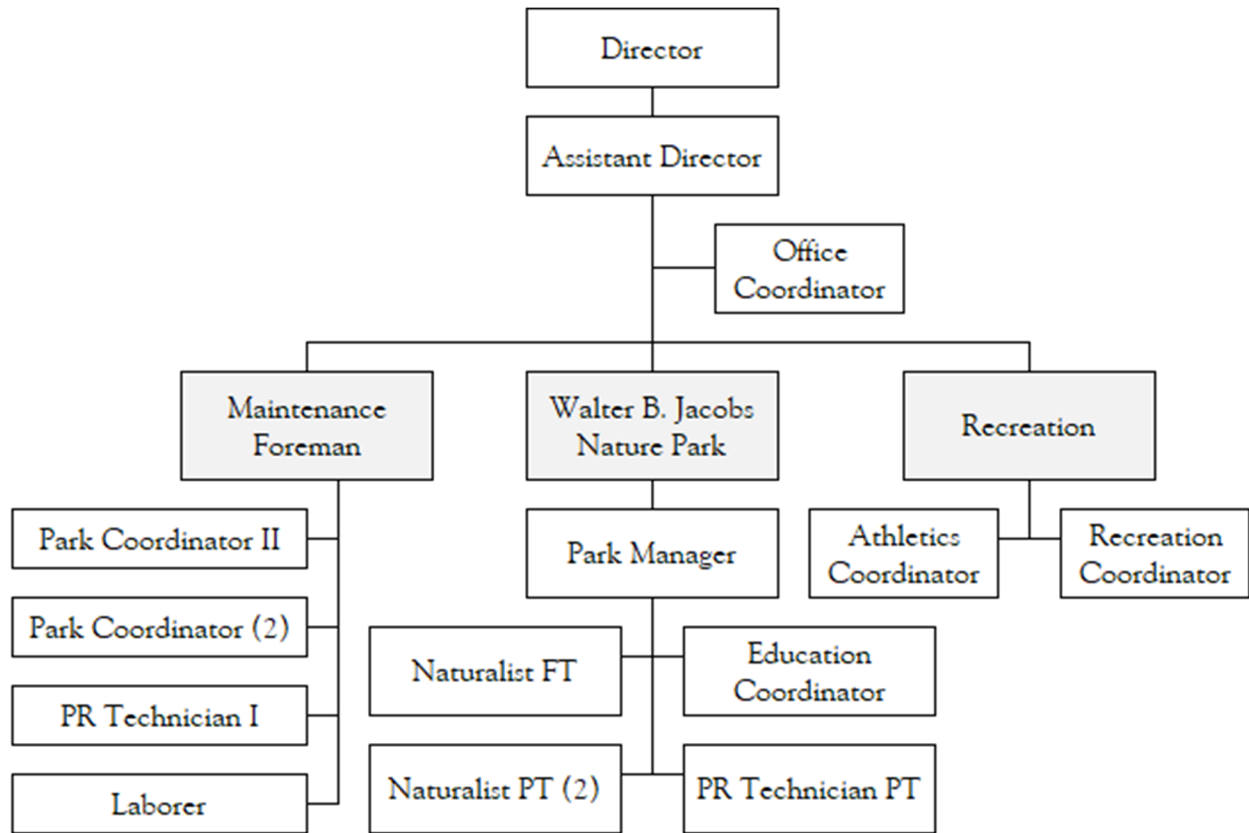 Director
Assistant Director
Office
Coordinator
Maintenance
Foreman
Walter B. Jacobs
Nature Park
Recreation
Park Coordinator II
Park Coordinator (2)
PR Technician I
Laborer
Park Manager
Naturalist FT
Education
Coordinator
Naturalist PT (2)
PR Technician PT
Athletics
Coordinator
Recreation
Coordinator